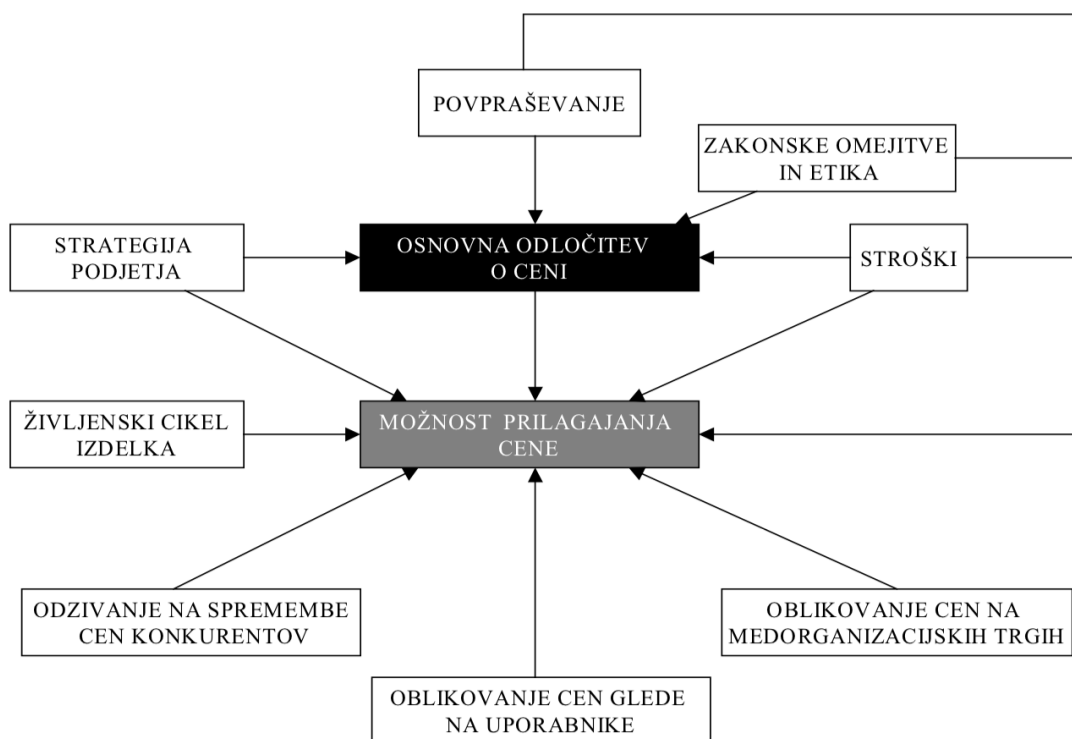 POVPRAŠEVANJE
ZAKONSKE OMEJITVE
IN ETIKA
STRATEGIJA
PODJETJA
OSNOVNA ODLOČITEV
O CENI
STROŠKI
ŽIVLJENSKI CIKEL
IZDELKA
MOŽNOST PRILAGAJANJA
CENE
ODZIVANJE NA SPREMEMBE
CEN KONKURENTOV
OBLIKOVANJE CEN GLEDE
NA UPORABNIKE
OBLIKOVANJE CEN NA
MEDORGANIZACIJSKIH TRGIH